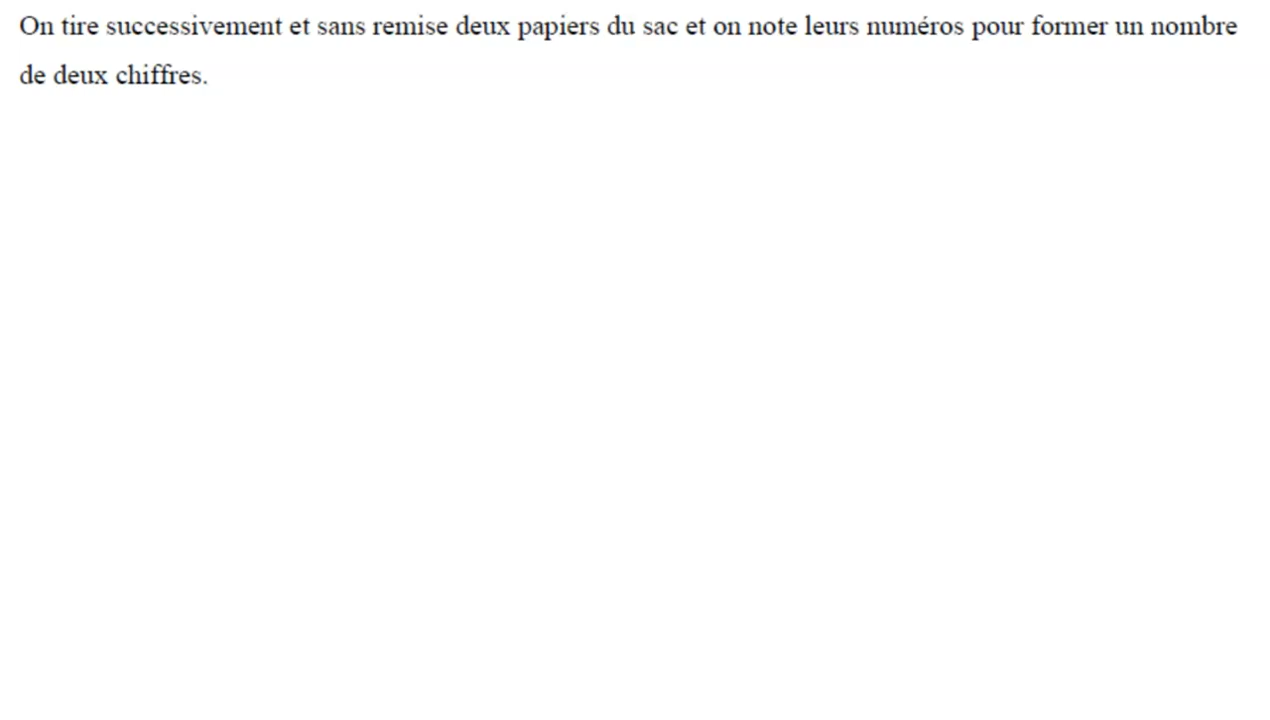 On tire successivement et sans remise deux papiers du sac et on note leurs numéros pour former un nombre
de deux chiffres.